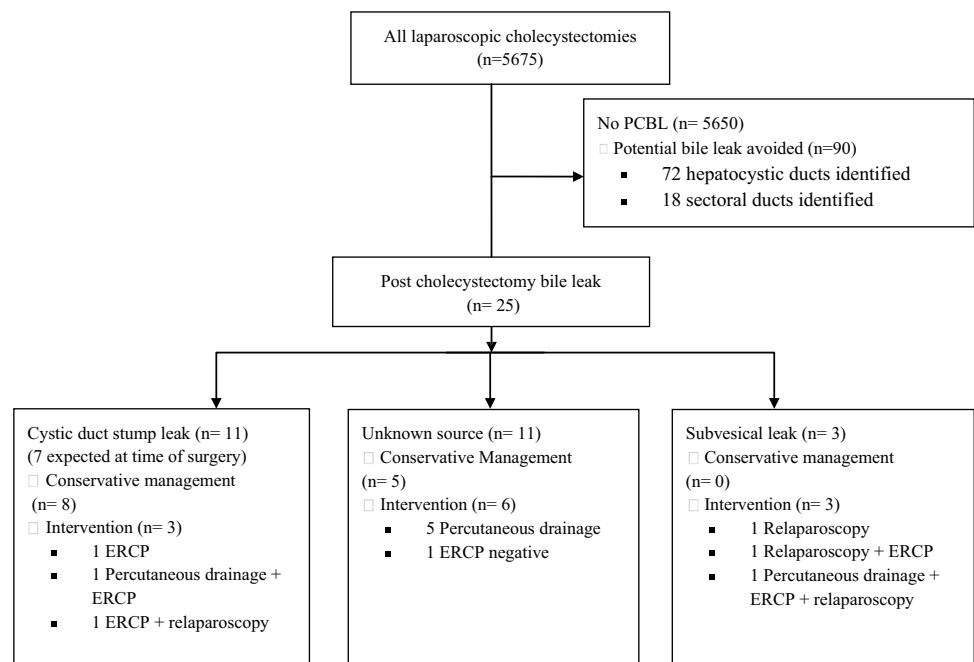 All laparoscopic cholecystectomies
(n=5675)
No PCBL (n= 5650)
□ Potential bile leak avoided (n=90)
▪ 72 hepatocystic ducts identified
▪ 18 sectoral ducts identified
Post cholecystectomy bile leak
(n= 25)
Cystic duct stump leak (n= 11)
(7 expected at time of surgery)
□ Conservative management
(n= 8)
□ Intervention (n= 3)
▪ 1 ERCP
▪ 1 Percutaneous drainage +
ERCP
▪ 1 ERCP + relaparoscopy
Unknown source (n= 11)
□ Conservative Management
(n= 5)
□ Intervention (n= 6)
▪ 5 Percutaneous drainage
▪ 1 ERCP negative
Subvesical leak (n= 3)
□ Conservative management
(n= 0)
□ Intervention (n= 3)
▪ 1 Relaparoscopy
▪ 1 Relaparoscopy + ERCP
▪ 1 Percutaneous drainage +
ERCP + relaparoscopy